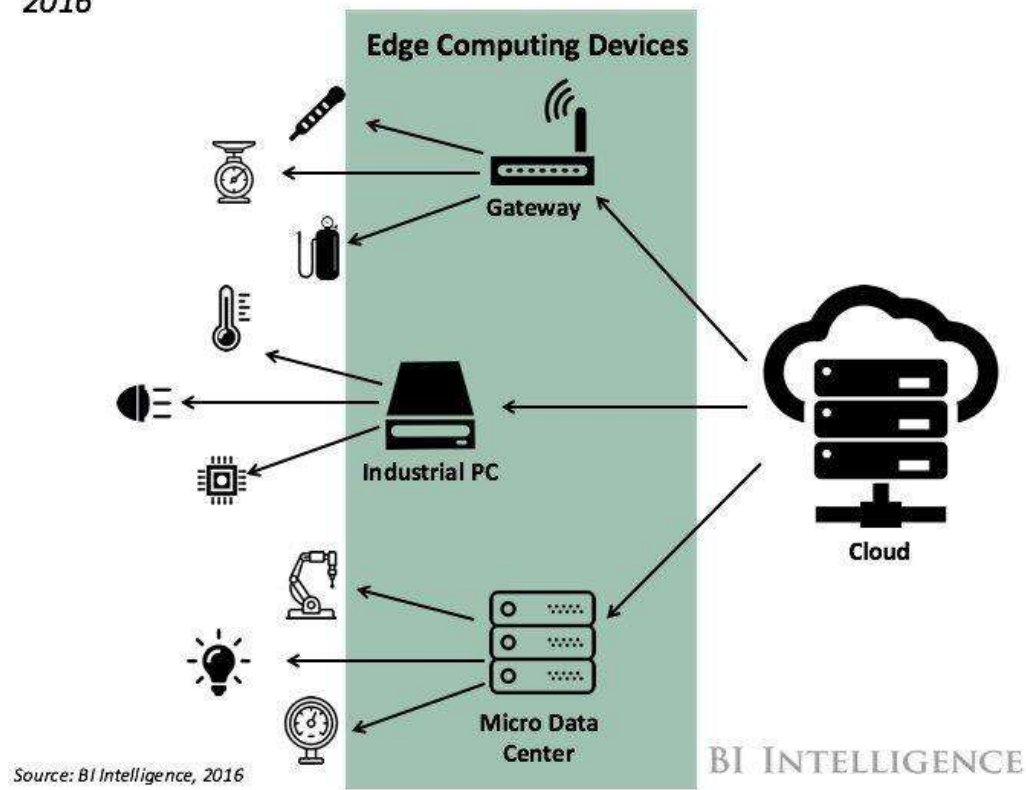 2016
Edge Computing Devices
Gateway
Industrial PC
Cloud
Micro Data
Center
Source: BI Intelligence, 2016
BI INTELLIGENCE